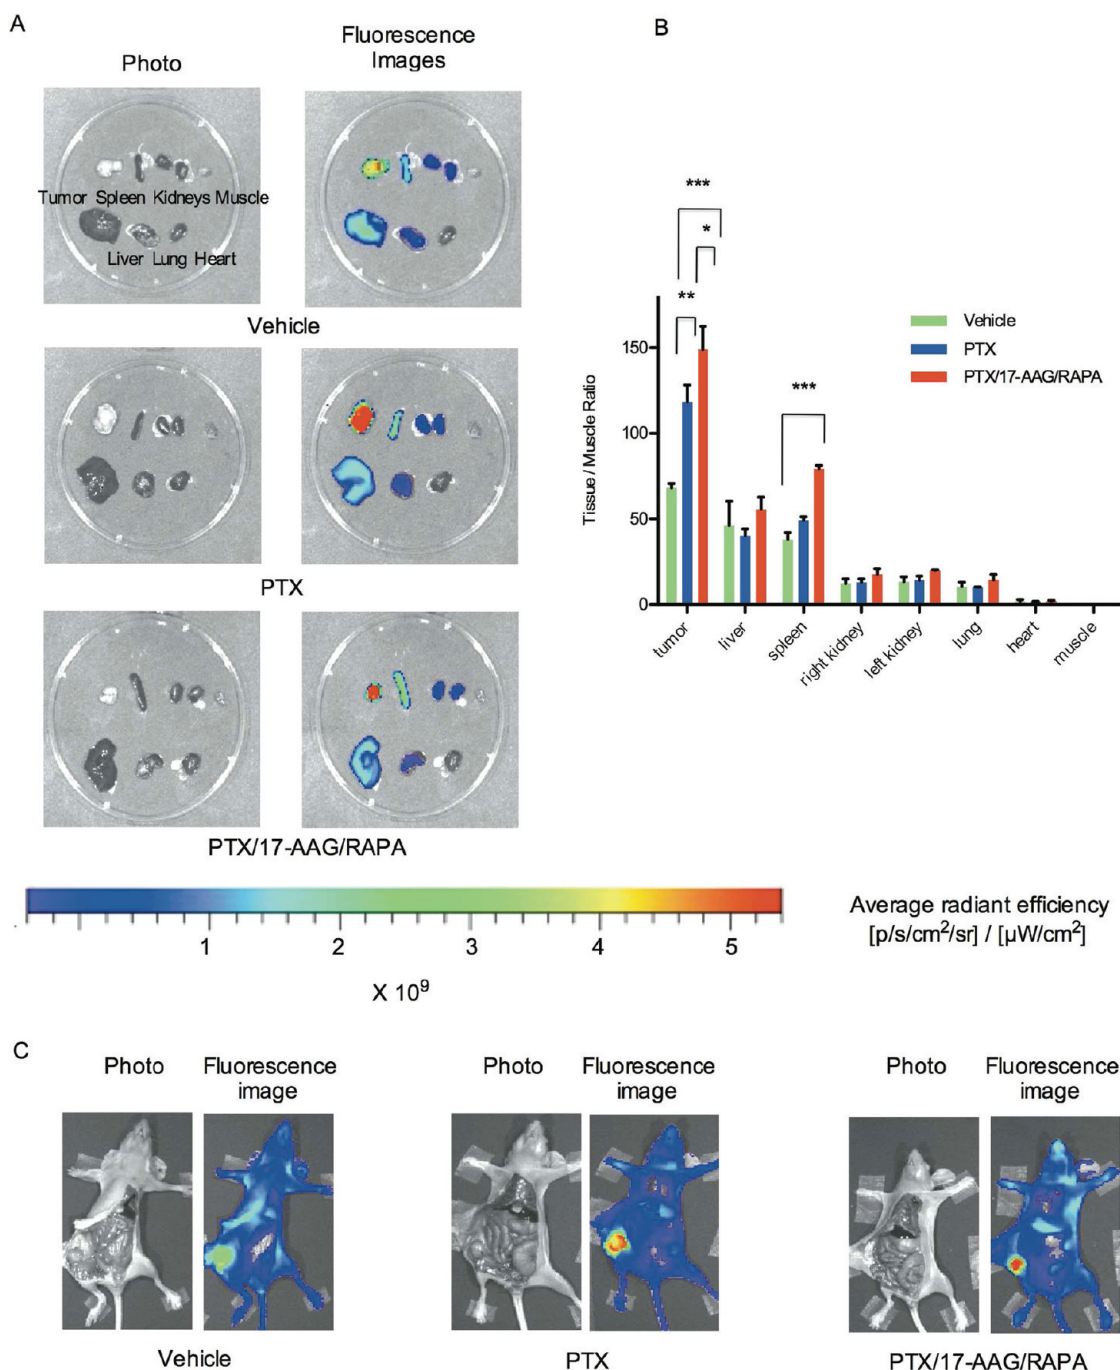 A
Photo
Fluorescence
Images
Tumor Spleen Kidneys Muscle
Liver Lung Heart
Vehicle
PTX
PTX/17-AAG/RAPA
B
***
*
**
***
Vehicle
PTX
PTX/17-AAG/RAPA
Tissue / Muscle Ratio
150
100
50
0
tumor
liver
spleen
right kidney
left kidney
lung
heart
muscle
1 2 3 4 5
X 10⁹
Average radiant efficiency
[p/s/cm²/sr] / [µW/cm²]
C
Photo
Fluorescence
image
Photo
Fluorescence
image
Photo
Fluorescence
image
Vehicle
PTX
PTX/17-AAG/RAPA